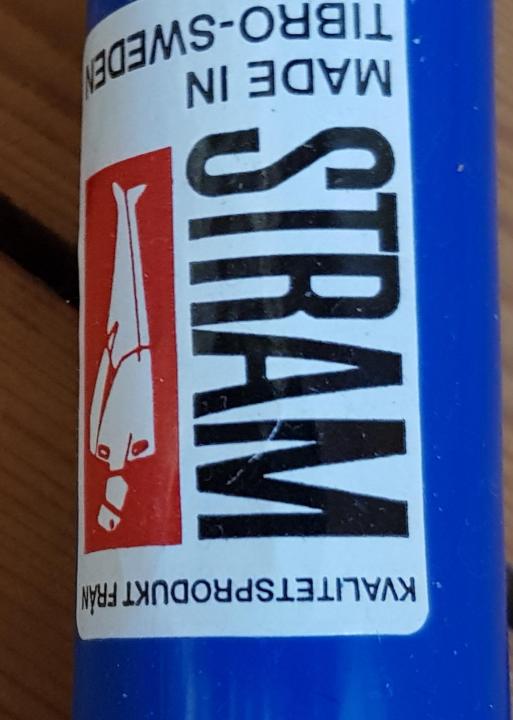 KVALITETSPRODUKT FRÅN
STRAM
MADE IN
TIBRO-SWEDEN